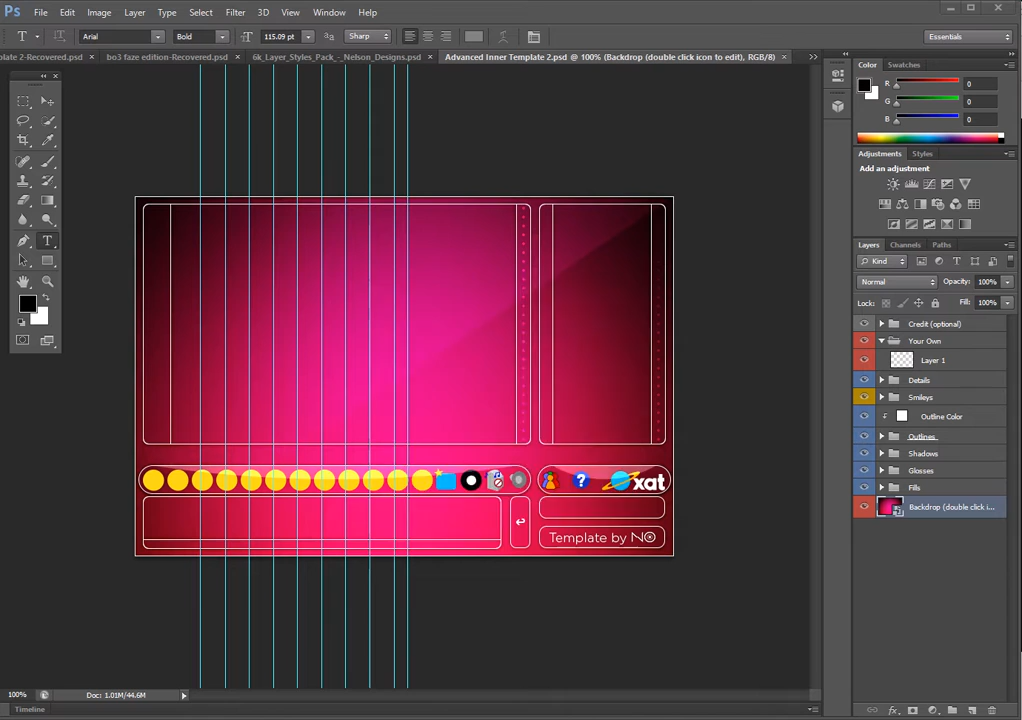 Ps File Edit Image Layer Type Select Filter 3D View Window Help
T Arial Bold 115.09 pt aa Sharp Essentials
plate 2-Recovered.psd × bo3 faze edition-Recovered.psd × 6k_Layer_Styles_Pack_-_Nelson_Designs.psd × Advanced Inner Template 2.psd @ 100% (Backdrop (double click icon to edit), RGB/8) ×
Color Swatches
R 0
G 0
B 0
Adjustments Styles
Add an adjustment
Layers Channels Paths
Kind
Normal Opacity: 100%
Lock: Fill: 100%
Credit (optional)
Your Own
Layer 1
Details
Smileys
Outline Color
Outlines
Shadows
Glosses
Fills
Backdrop (double click i...
xat
Template by NO
100% Doc: 1.01M/44.6M
Timeline